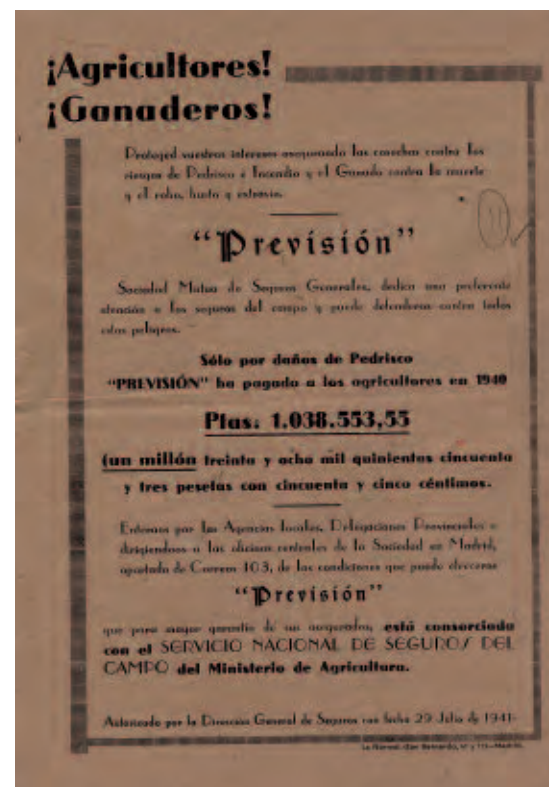 ¡Agricultores!
¡Ganaderos!
Proteged vuestros intereses asegurando las cosechas contra los
riesgos de Pedrisco e Incendio y el Ganado contra la muerte
y el robo, hurto y extravío.
“Previsión”
Sociedad Mutua de Seguros Generales, dedica una preferente
atención a los seguros del campo y puede defenderos contra todos
estos peligros.
Sólo por daños de Pedrisco
“PREVISIÓN” ha pagado a los agricultores en 1940
Ptas: 1.038.553,55
(un millón treinta y ocho mil quinientos cincuenta
y tres pesetas con cincuenta y cinco céntimos.
Enteraos por las Agencias locales, Delegaciones Provinciales o
dirigiéndoos a las oficinas centrales de la Sociedad en Madrid,
apartado de Correos 103, de las condiciones que puede ofreceros
“Previsión”
que para mayor garantía de sus asegurados, está consorciada
con el SERVICIO NACIONAL DE SEGUROS DEL
CAMPO del Ministerio de Agricultura.
Autorizado por la Dirección General de Seguros con fecha 29 Julio de 1941.
San Bernardo, Madrid.